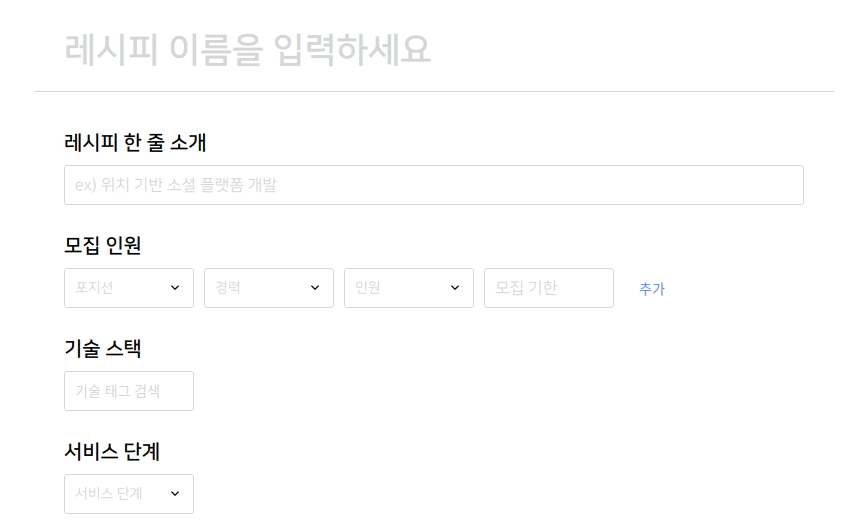 레시피 이름을 입력하세요
레시피 한 줄 소개
ex) 위치 기반 소셜 플랫폼 개발
모집 인원
포지션 경력 인원 모집 기한 추가
기술 스택
기술 태그 검색
서비스 단계
서비스 단계